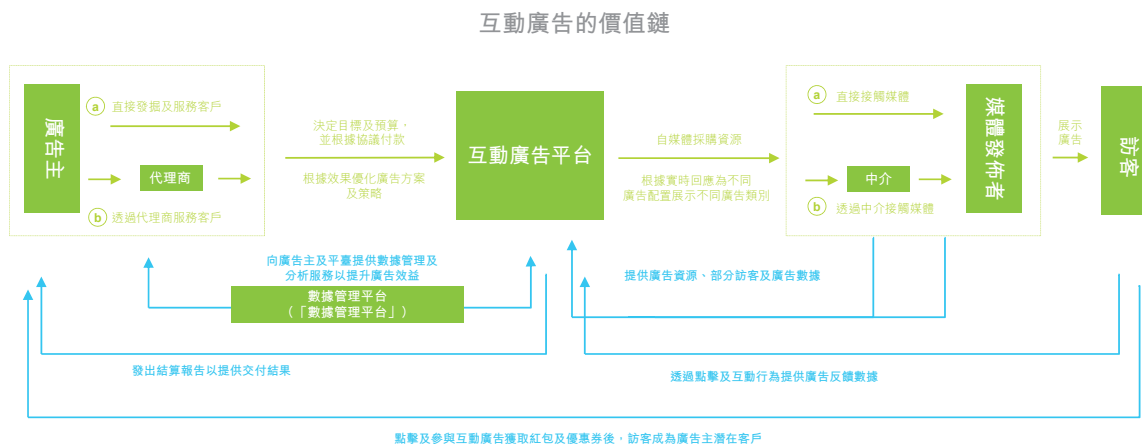 互動廣告的價值鏈
廣告主
a 直接發掘及服務客戶
代理商
b 透過代理商服務客戶
決定目標及預算，
並根據協議付款
根據效果優化廣告方案
及策略
互動廣告平台
自媒體採購資源
根據實時回應為不同
廣告配置展示不同廣告類別
a 直接接觸媒體
中介
b 透過中介接觸媒體
媒體發佈者
展示
廣告
訪客
向廣告主及平臺提供數據管理及
分析服務以提升廣告效益
數據管理平台
（「數據管理平台」）
提供廣告資源、部分訪客及廣告數據
發出結算報告以提供交付結果
透過點擊及互動行為提供廣告反饋數據
點擊及參與互動廣告獲取紅包及優惠券後，訪客成為廣告主潛在客戶